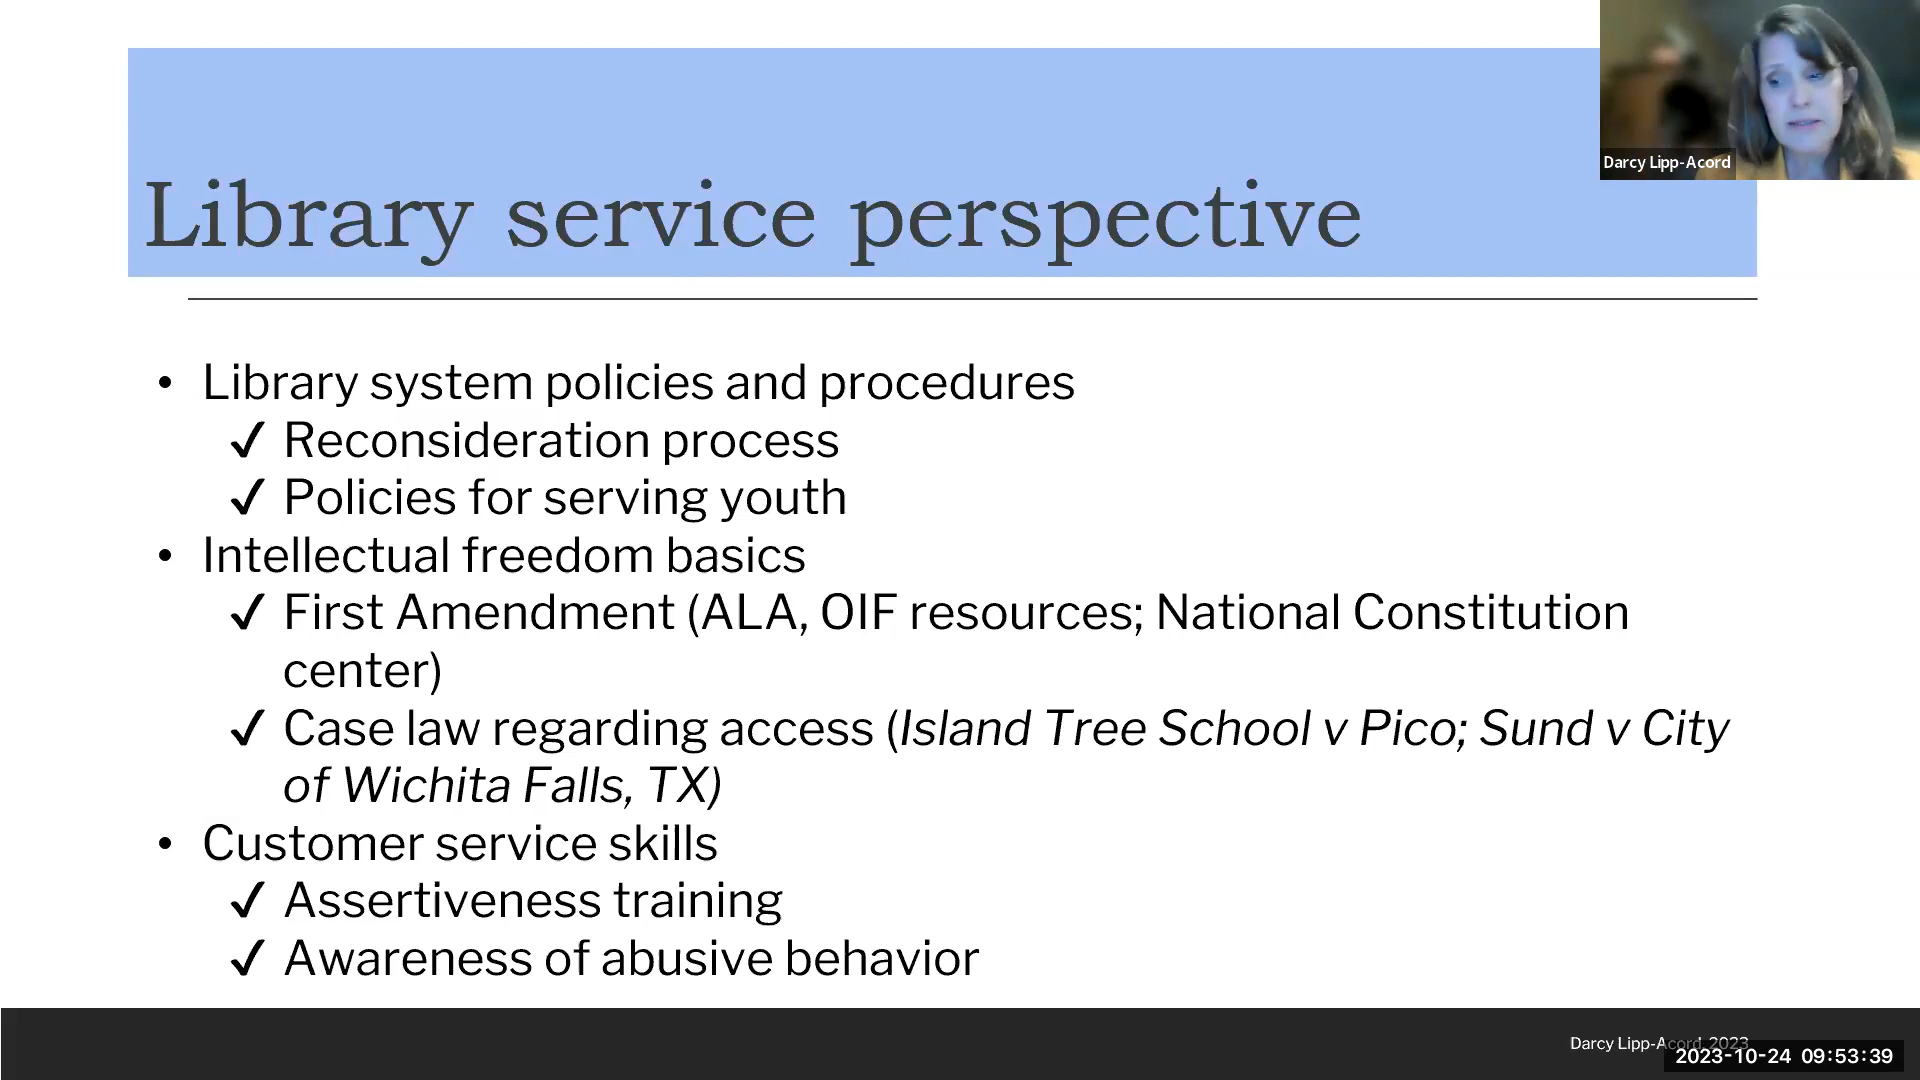 Darcy Lipp-Acord
Library service perspective
• Library system policies and procedures
✓ Reconsideration process
✓ Policies for serving youth
• Intellectual freedom basics
✓ First Amendment (ALA, OIF resources; National Constitution
center)
✓ Case law regarding access (Island Tree School v Pico; Sund v City
of Wichita Falls, TX)
• Customer service skills
✓ Assertiveness training
✓ Awareness of abusive behavior
Darcy Lipp-Acord, 2023
2023-10-24 09:53:39